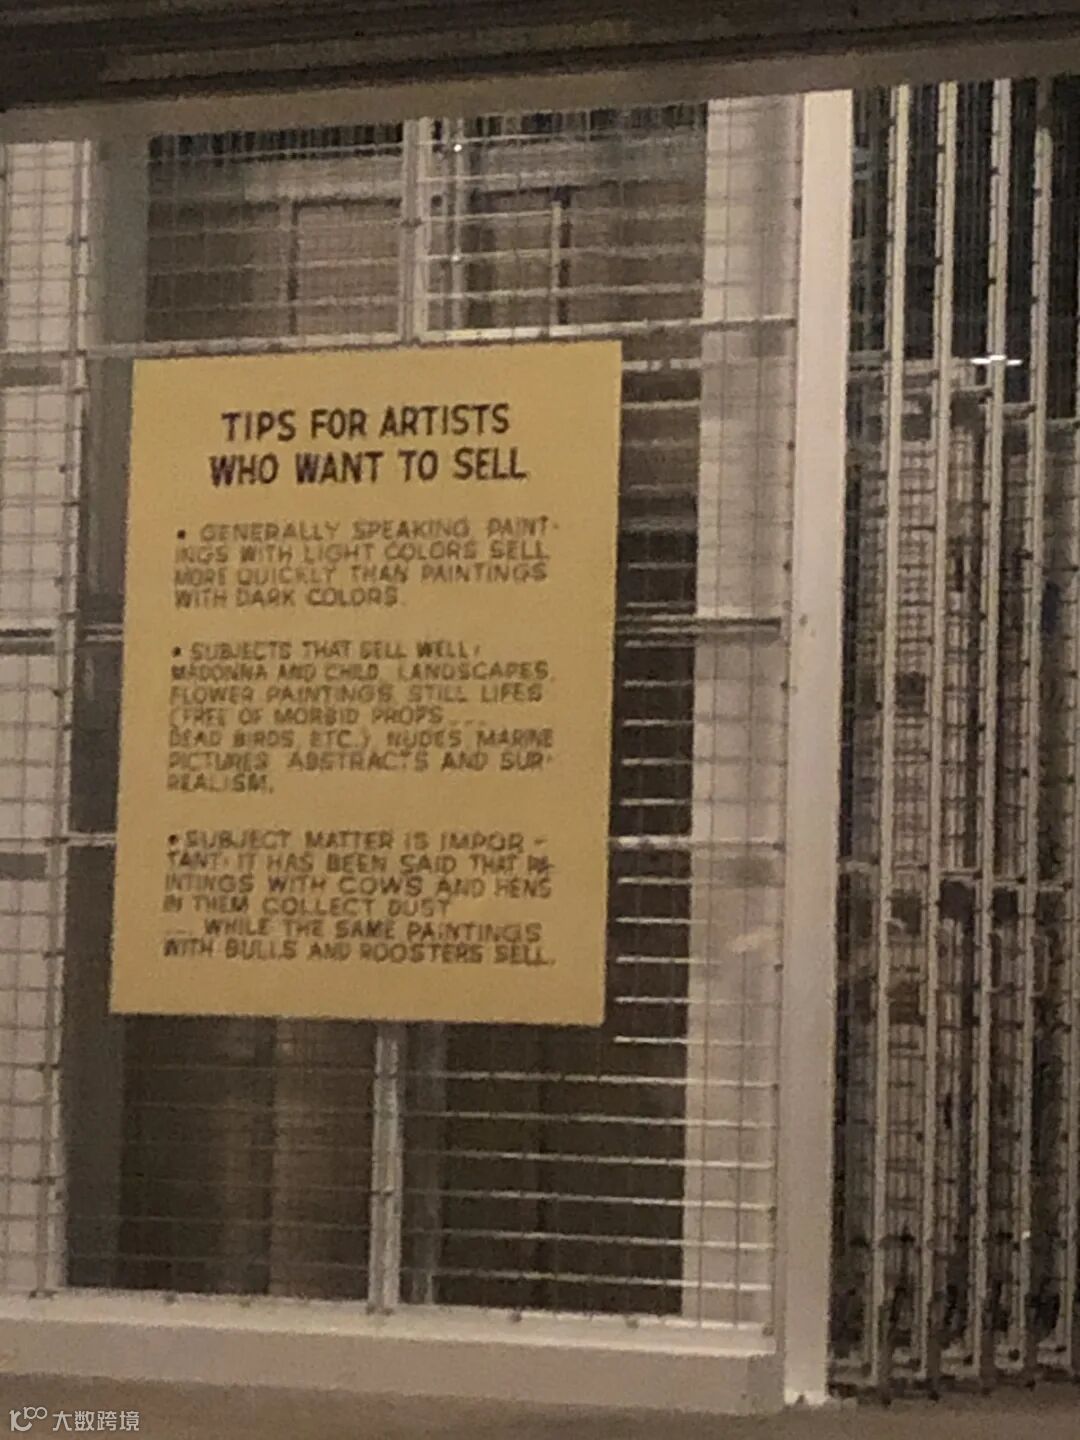 TIPS FOR ARTISTS
WHO WANT TO SELL
• GENERALLY SPEAKING, PAINT-
INGS WITH LIGHT COLORS SELL
MORE QUICKLY THAN PAINTINGS
WITH DARK COLORS.
• SUBJECTS THAT SELL WELL:
MADONNA AND CHILD, LANDSCAPES,
FLOWER PAINTINGS, STILL LIFES
(FREE OF MORBID PROPS ___
DEAD BIRDS, ETC.) NUDES, MARINE
PICTURES, ABSTRACTS AND SUR-
REALISM.
• SUBJECT MATTER IS IMPOR-
TANT: IT HAS BEEN SAID THAT PA-
INTINGS WITH COWS AND HENS
IN THEM COLLECT DUST
___ WHILE THE SAME PAINTINGS
WITH BULLS AND ROOSTERS SELL.
大数跨境